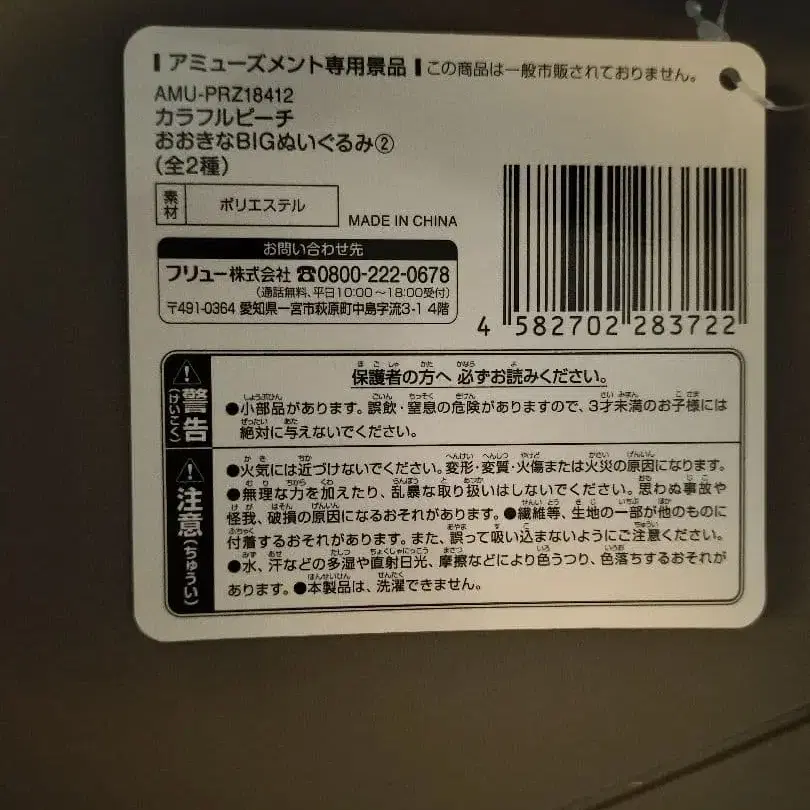 アミューズメント専用景品 この商品は一般市販されておりません。
AMU-PRZ18412
カラフルピーチ
おおきなBIGぬいぐるみ②
(全2種)
素材 ポリエステル
MADE IN CHINA
お問い合わせ先
フリュー株式会社 ☎0800-222-0678
(通話無料、平日10:00～18:00受付)
〒491-0364 愛知県一宮市萩原町中島字流3-1 4階
4 582702 283722
警告(けいこく)
保護者の方へ 必ずお読みください。
●小部品があります。誤飲・窒息の危険がありますので、3才未満のお子様には
絶対に与えないでください。
注意(ちゅうい)
●火気には近づけないでください。変形・変質・火傷または火災の原因になります。
●無理な力を加えたり、乱暴な取り扱いはしないでください。思わぬ事故や
怪我、破損の原因になるおそれがあります。●繊維等、生地の一部が他のものに
付着するおそれがあります。また、誤って吸い込まないようにご注意ください。
●水、汗などの多湿や直射日光、摩擦などにより色うつり、色落ちするおそれが
あります。●本製品は、洗濯できません。